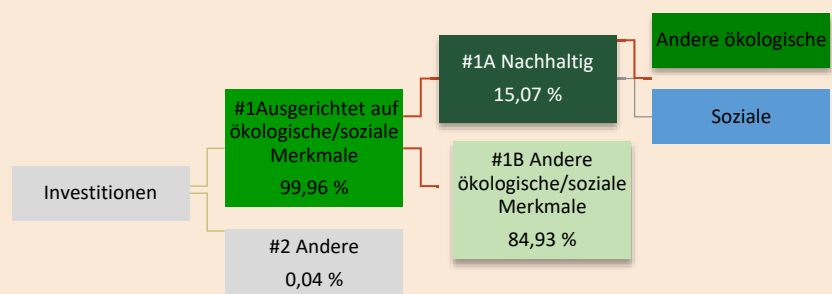 Investitionen
#1Ausgerichtet auf
ökologische/soziale
Merkmale
99,96 %
#2 Andere
0,04 %
#1A Nachhaltig
15,07 %
#1B Andere
ökologische/soziale
Merkmale
84,93 %
Andere ökologische
Soziale